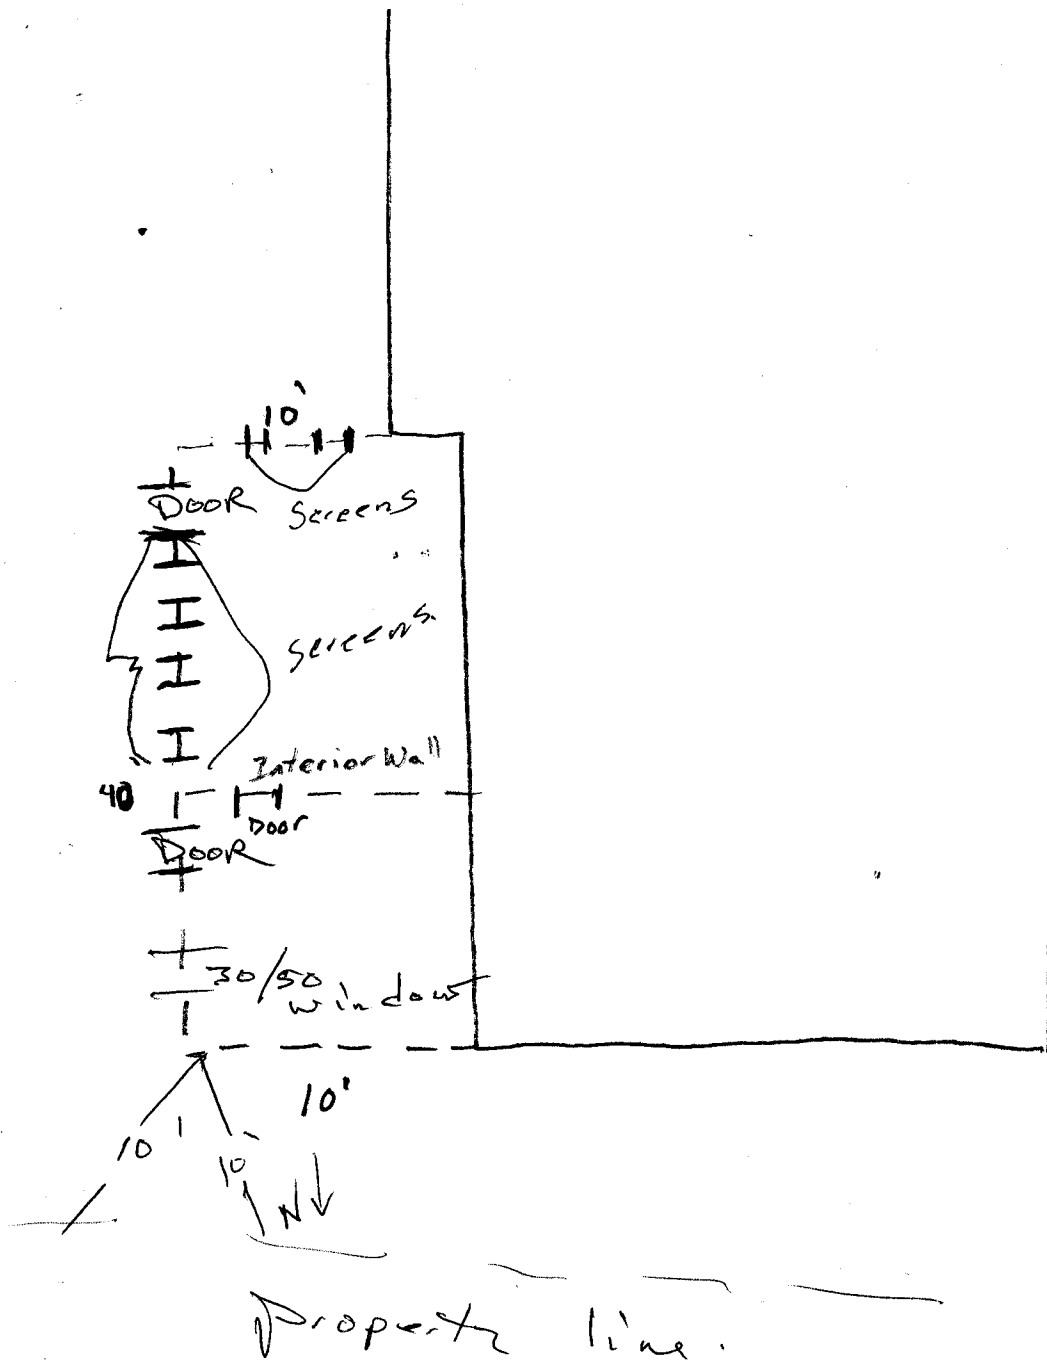 10'
DOOR
Screens
Screens
Interior Wall
40
Door
DOOR
30/50
window
10'
10'
10'
N
Property line.